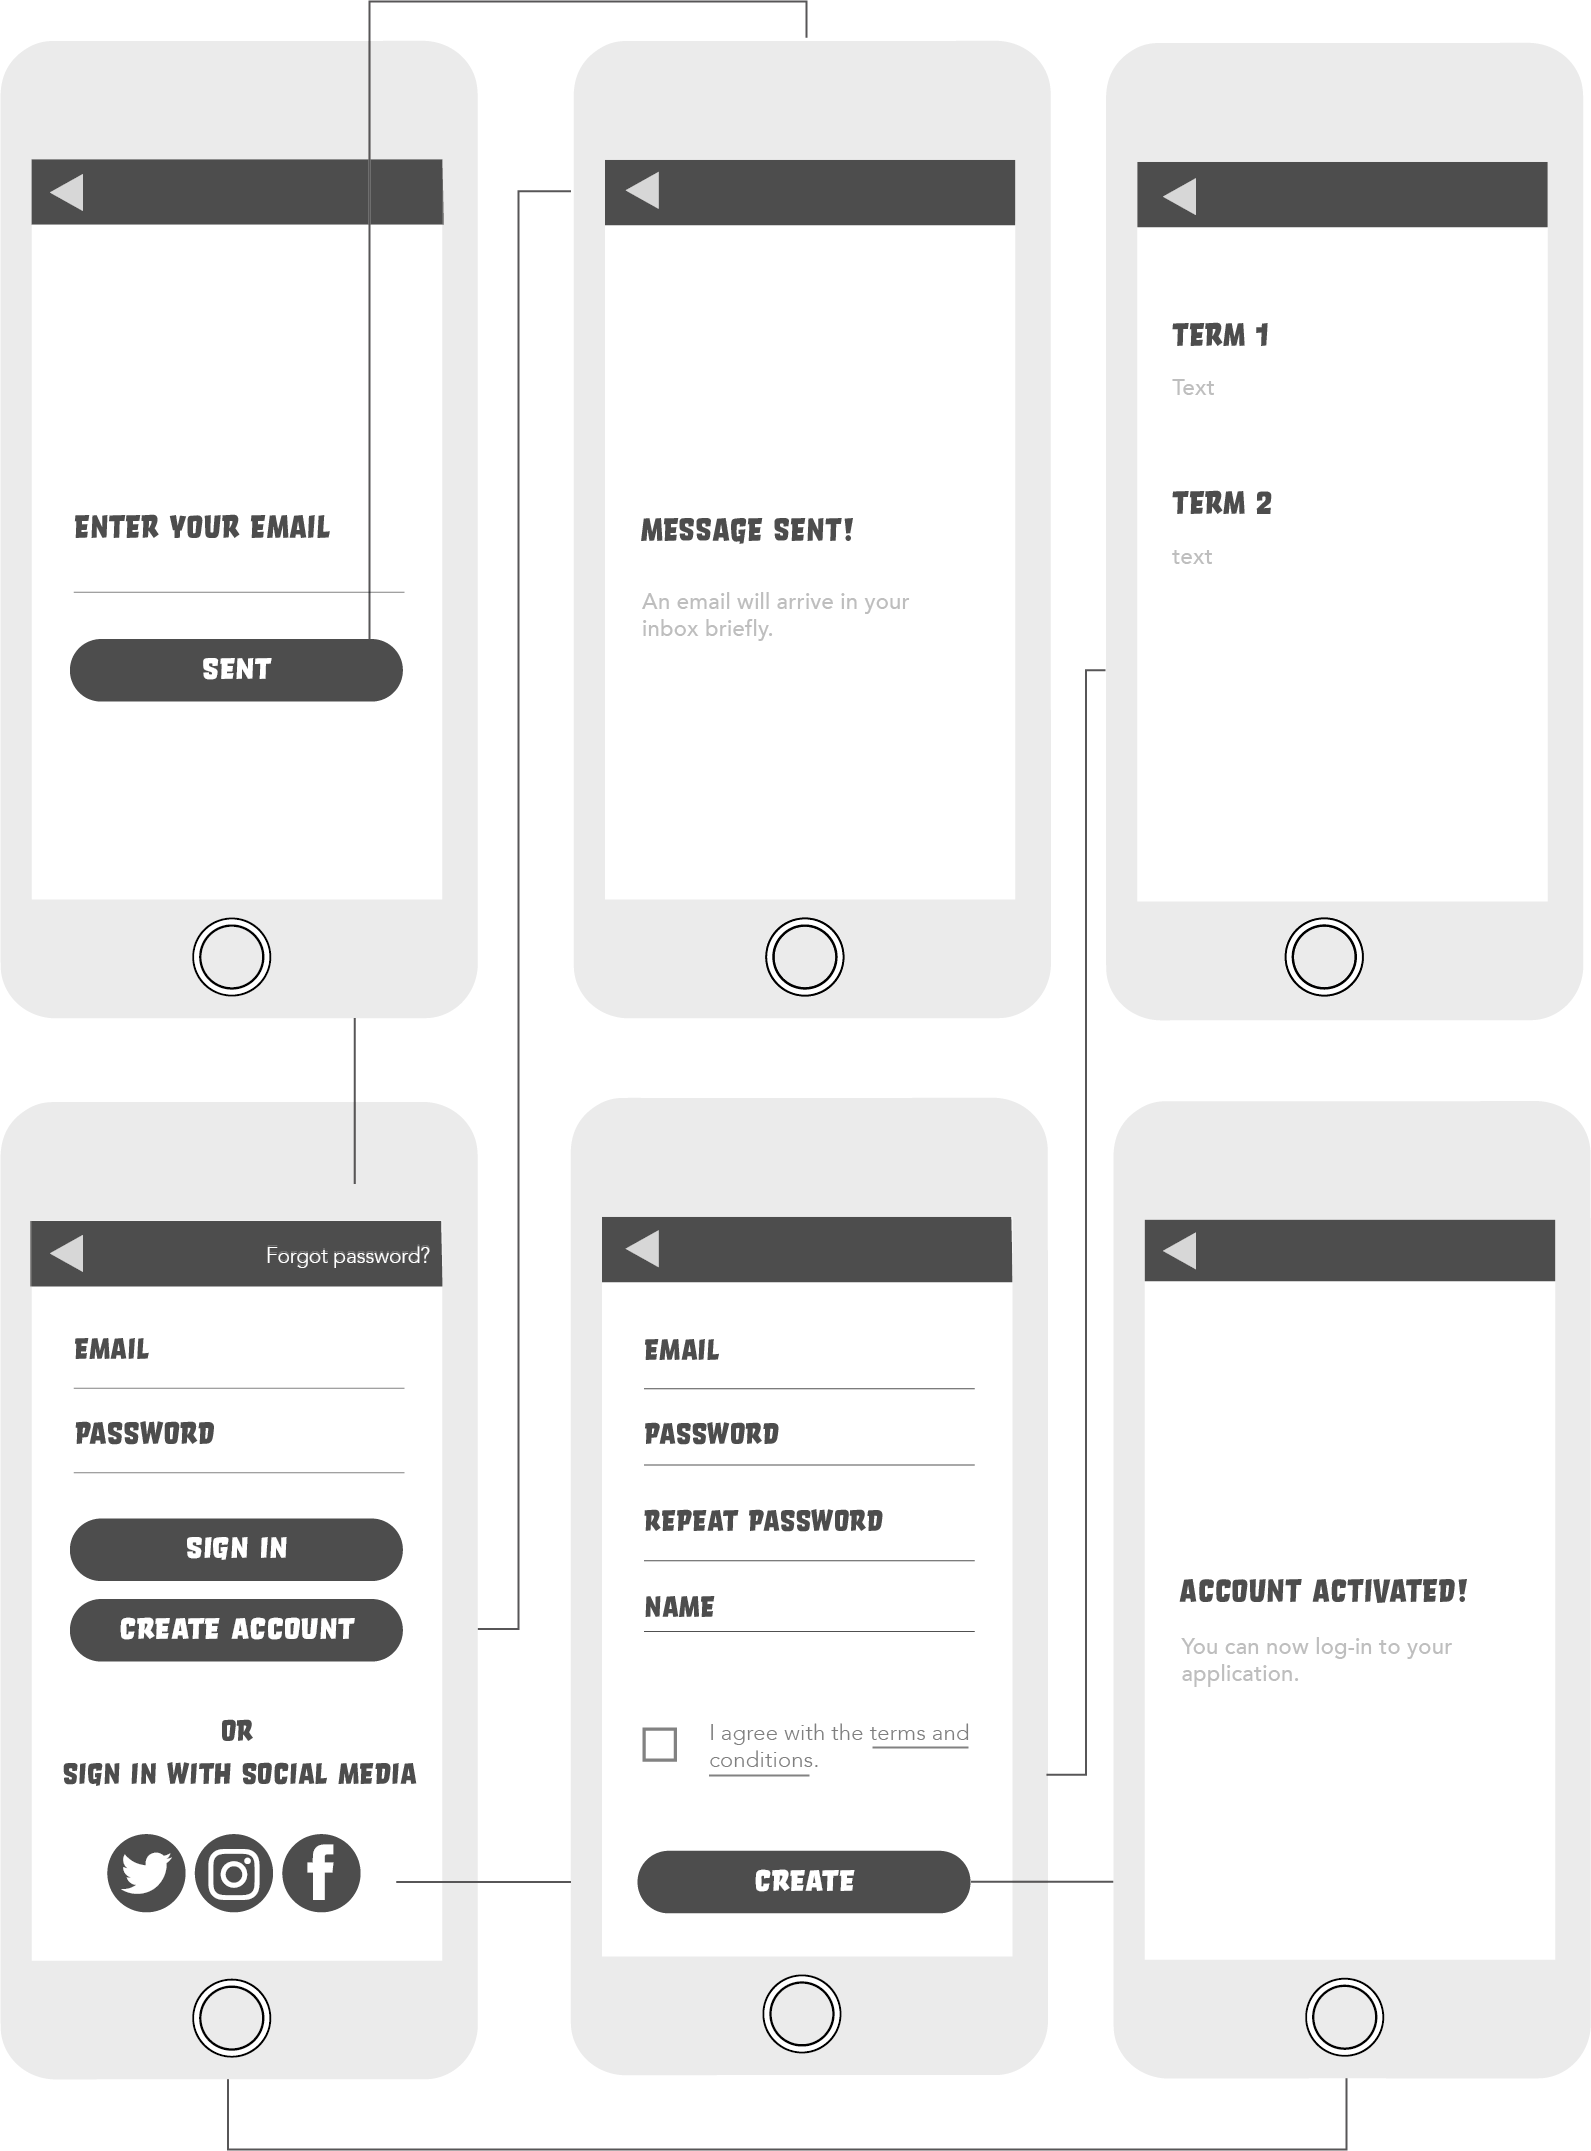 ENTER YOUR EMAIL
SENT
MESSAGE SENT!
An email will arrive in your
inbox briefly.
TERM 1
Text
TERM 2
text
Forgot password?
EMAIL
PASSWORD
SIGN IN
CREATE ACCOUNT
OR
SIGN IN WITH SOCIAL MEDIA
EMAIL
PASSWORD
REPEAT PASSWORD
NAME
I agree with the terms and
conditions.
CREATE
ACCOUNT ACTIVATED!
You can now log-in to your
application.